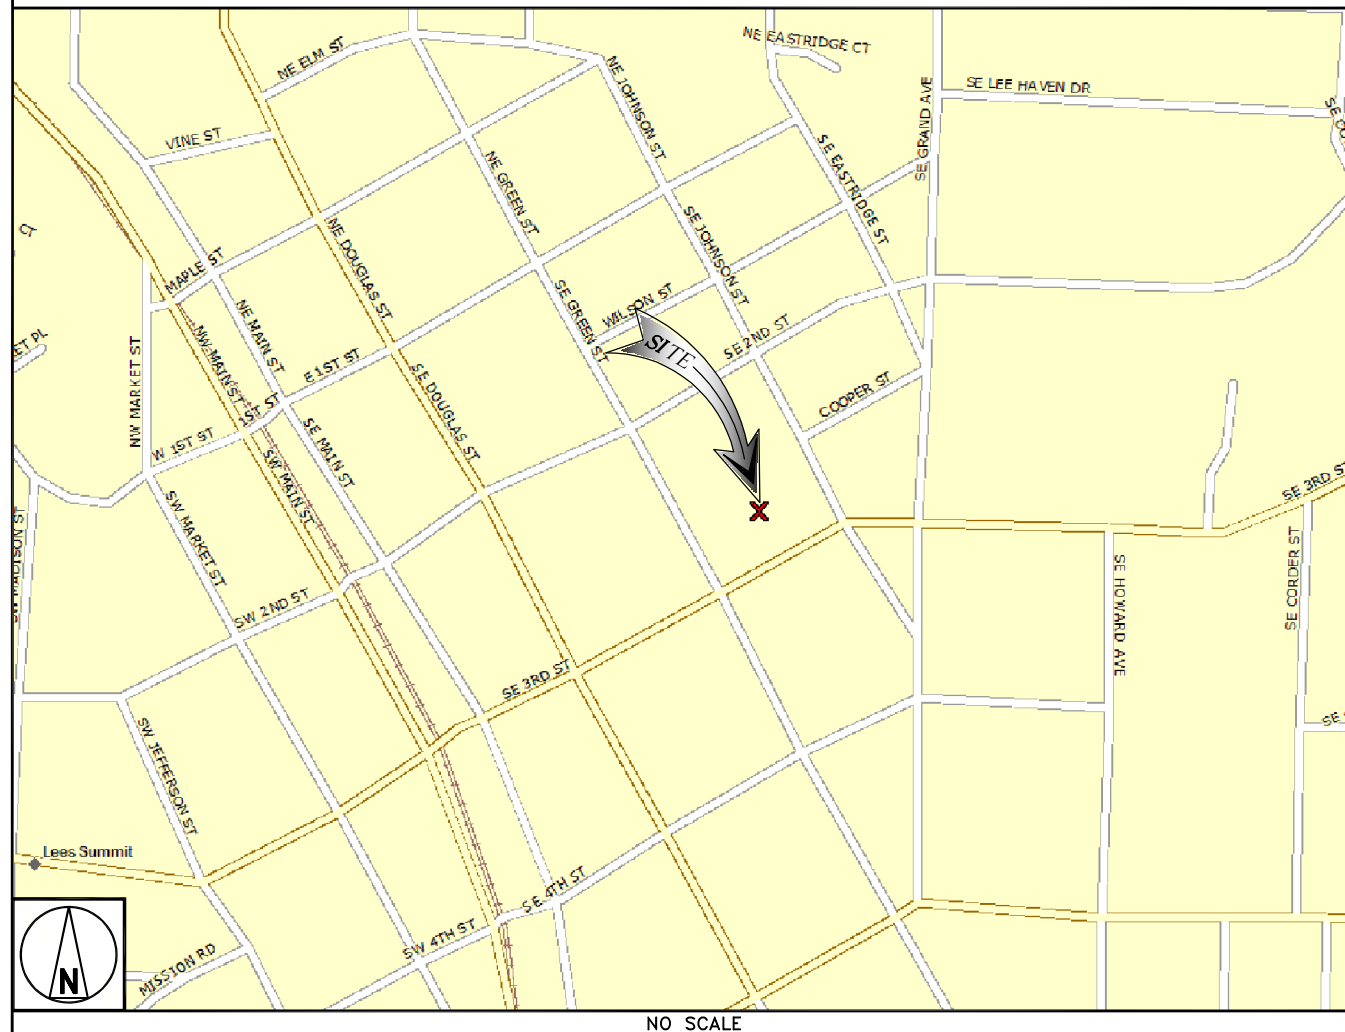 NE ELM ST
NE EASTRIDGE CT
SE LEE HAVEN DR
VINE ST
NE JOHNSON ST
SE GRAND AVE
SE EASTRIDGE ST
NE GREEN ST
SE JOHNSON ST
MAPLE ST
NE DOUGLAS ST
NE MAIN ST
SE GREEN ST
WILSON ST
SE 2ND ST
SITE
NW MAIN ST
NW MARKET ST
E 1ST ST
SE DOUGLAS ST
COOPER ST
1ST ST
W 1ST ST
SE MAIN ST
SW MAIN ST
SW MARKET ST
X
SE 3RD ST
SW MADISON ST
SE HOWARD AVE
SE CORDER ST
SW 2ND ST
SE 3RD ST
SW JEFFERSON ST
Lees Summit
SE 4TH ST
SW 4TH ST
MISSION RD
N
NO SCALE